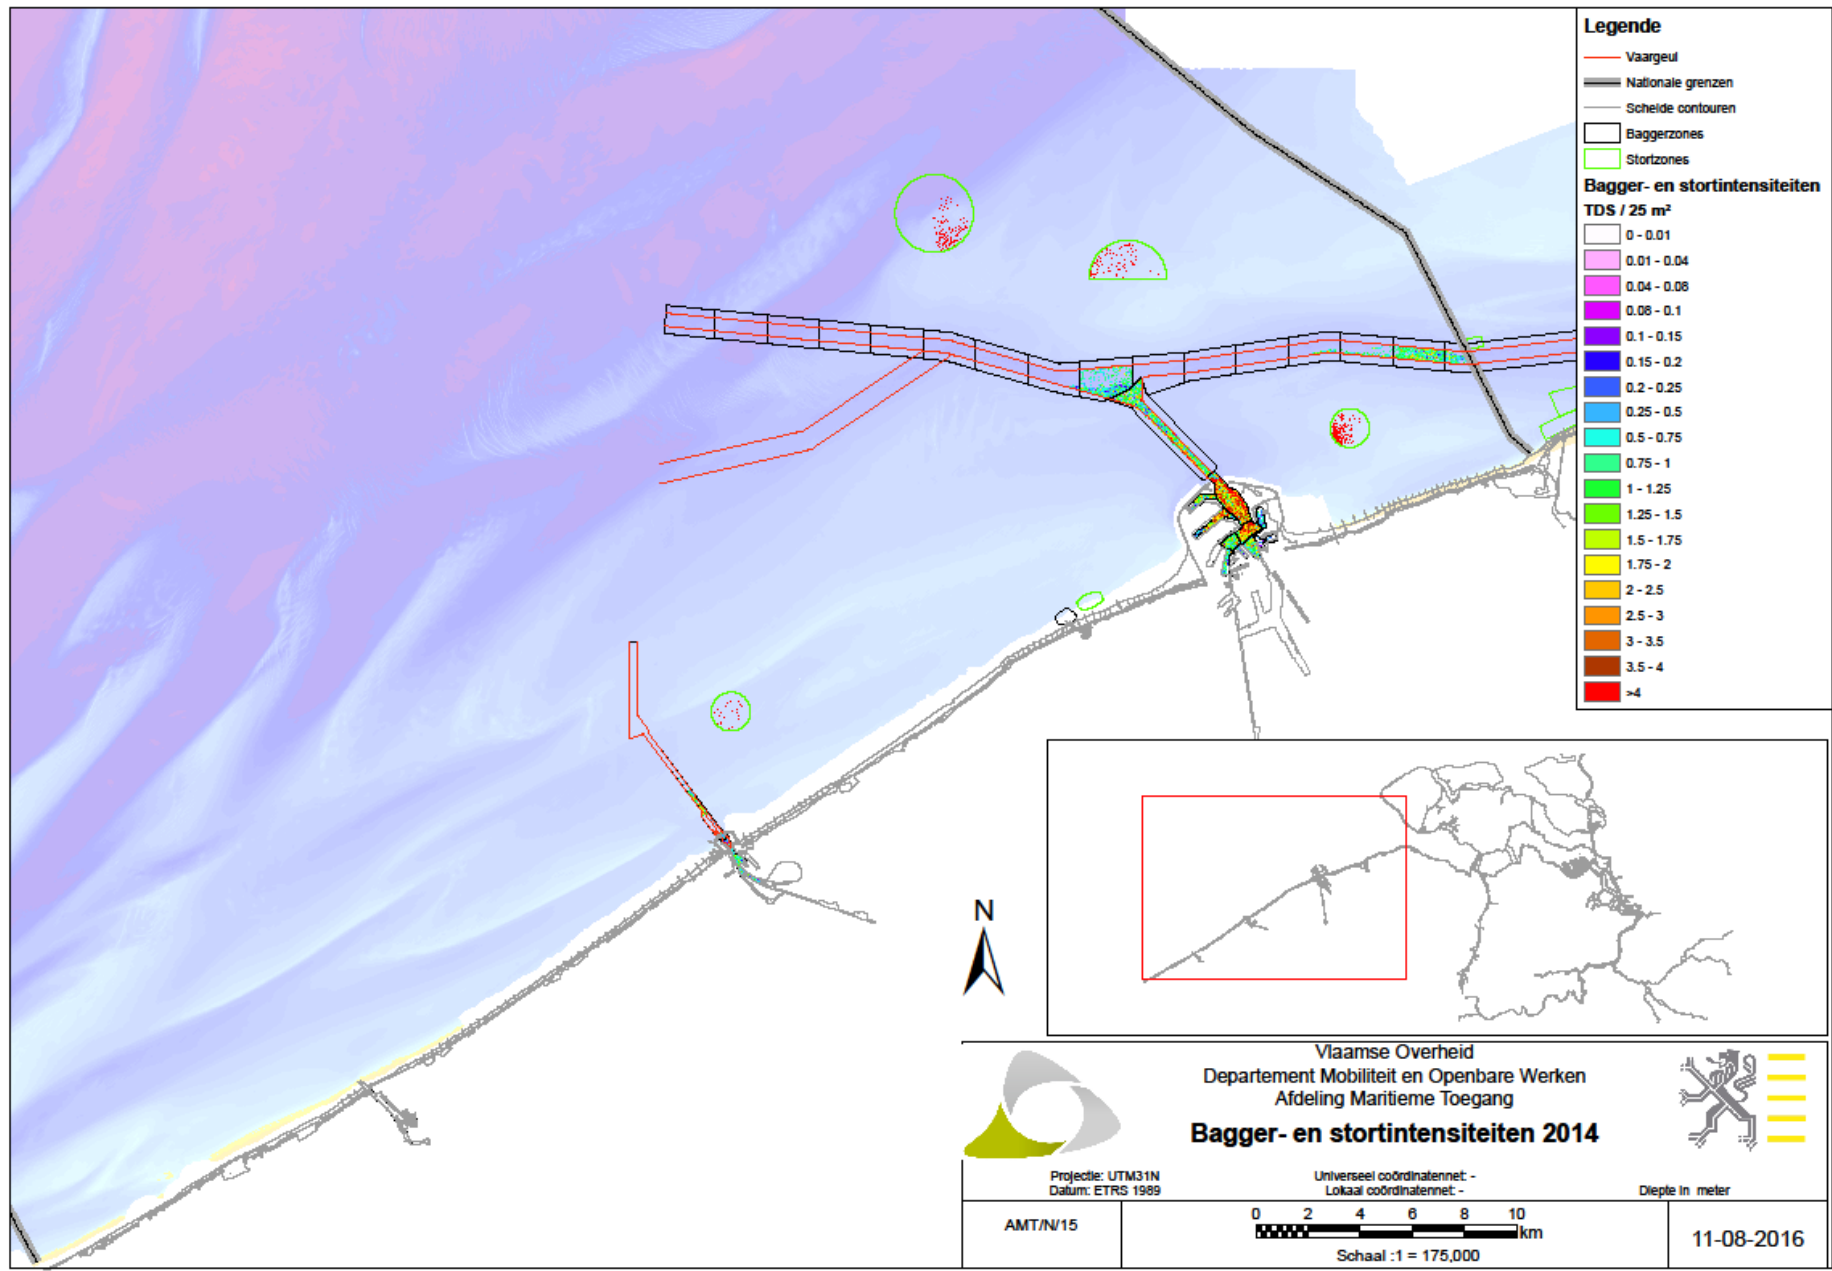 Legende
Vaargeul
Nationale grenzen
Schelde contouren
Baggerzones
Stortzones
Bagger- en stortintensiteiten
TDS / 25 m²
0 - 0.01
0.01 - 0.04
0.04 - 0.08
0.08 - 0.1
0.1 - 0.15
0.15 - 0.2
0.2 - 0.25
0.25 - 0.5
0.5 - 0.75
0.75 - 1
1 - 1.25
1.25 - 1.5
1.5 - 1.75
1.75 - 2
2 - 2.5
2.5 - 3
3 - 3.5
3.5 - 4
>4
N
Vlaamse Overheid
Departement Mobiliteit en Openbare Werken
Afdeling Maritieme Toegang
Bagger- en stortintensiteiten 2014
Projectie: UTM31N
Datum: ETRS 1989
Universeel coördinatennet: -
Lokaal coördinatennet: -
Diepte in meter
AMT/N/15
0 2 4 6 8 10
km
Schaal :1 = 175,000
11-08-2016